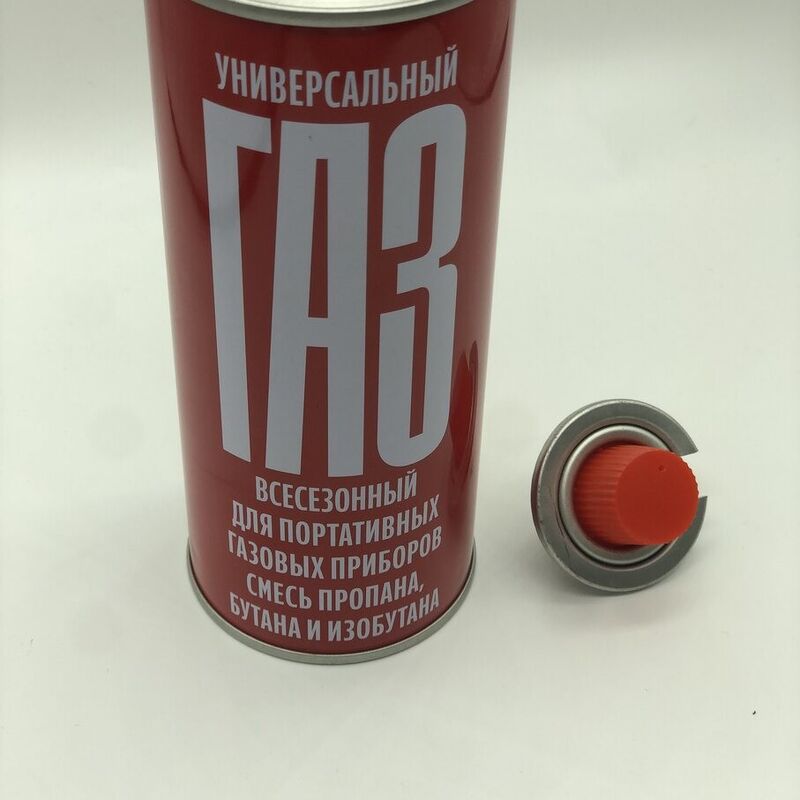 УНИВЕРСАЛЬНЫЙ
ГАЗ
ВСЕСЕЗОННЫЙ
ДЛЯ ПОРТАТИВНЫХ
ГАЗОВЫХ ПРИБОРОВ
СМЕСЬ ПРОПАНА,
БУТАНА И ИЗОБУТАНА